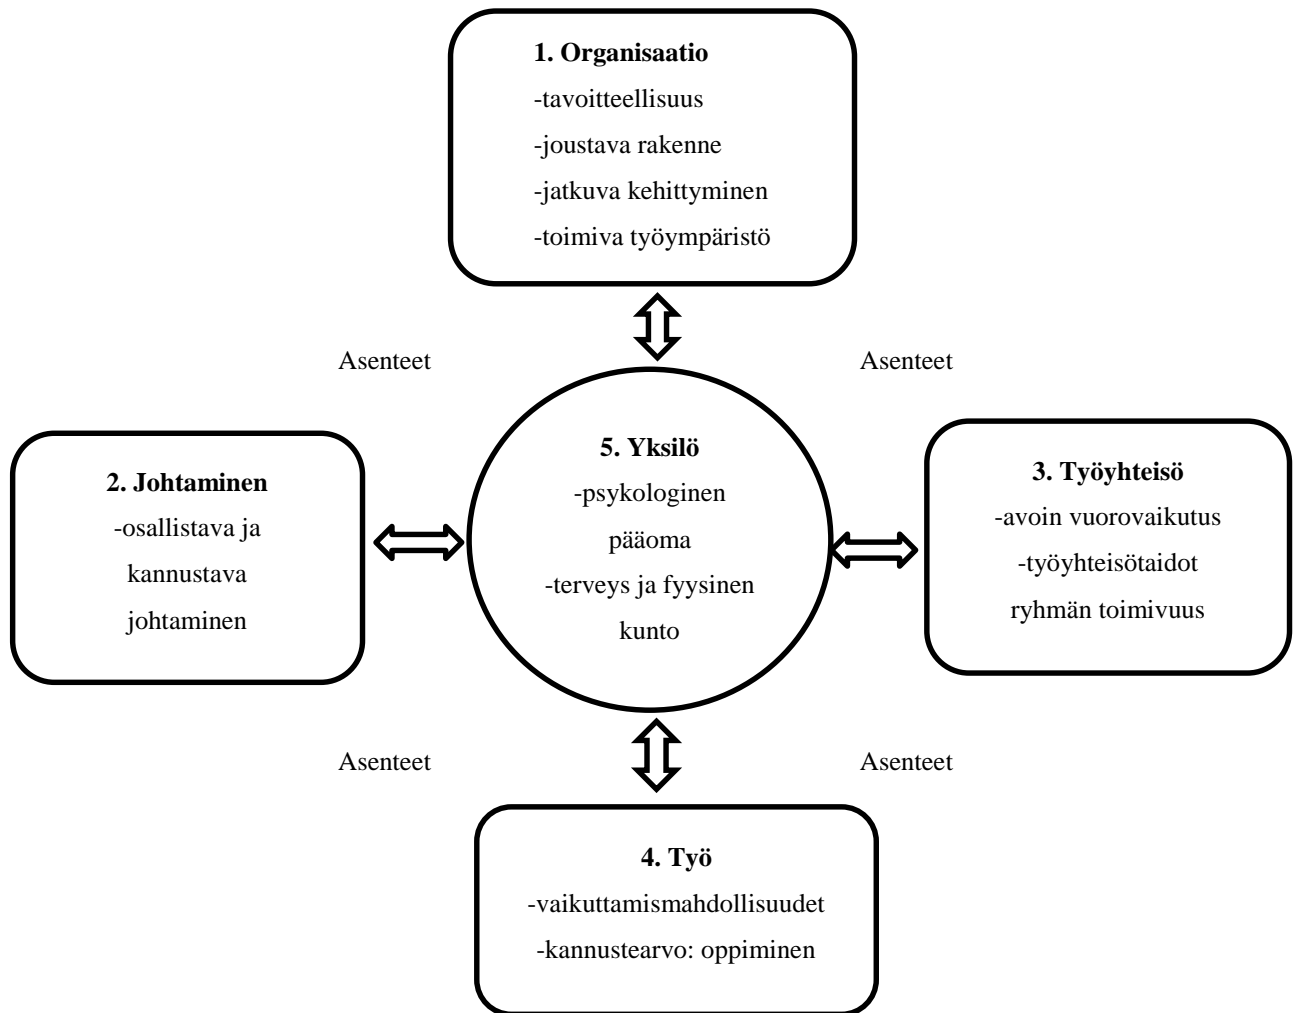 1. Organisaatio
-tavoitteellisuus
-joustava rakenne
-jatkuva kehittyminen
-toimiva työympäristö
Asenteet
Asenteet
2. Johtaminen
-osallistava ja
kannustava
johtaminen
5. Yksilö
-psykologinen
pääoma
-terveys ja fyysinen
kunto
3. Työyhteisö
-avoin vuorovaikutus
-työyhteisötaidot
ryhmän toimivuus
Asenteet
Asenteet
4. Työ
-vaikuttamismahdollisuudet
-kannustearvo: oppiminen